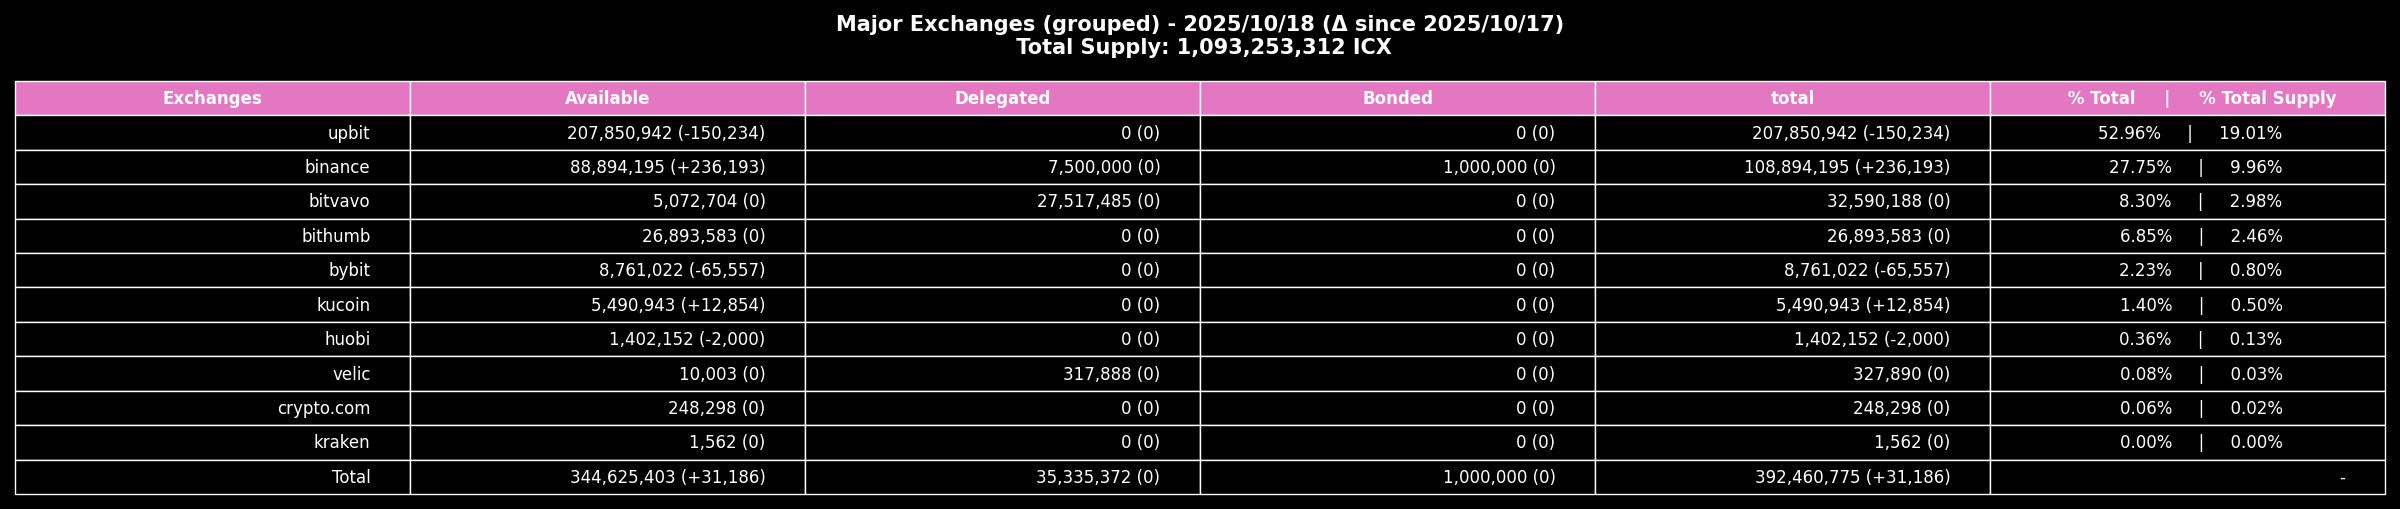 Major Exchanges (grouped) - 2025/10/18 (Δ since 2025/10/17)
Total Supply: 1,093,253,312 ICX
Exchanges Available Delegated Bonded total % Total | % Total Supply
upbit 207,850,942 (-150,234) 0 (0) 0 (0) 207,850,942 (-150,234) 52.96% | 19.01%
binance 88,894,195 (+236,193) 7,500,000 (0) 1,000,000 (0) 108,894,195 (+236,193) 27.75% | 9.96%
bitvavo 5,072,704 (0) 27,517,485 (0) 0 (0) 32,590,188 (0) 8.30% | 2.98%
bithumb 26,893,583 (0) 0 (0) 0 (0) 26,893,583 (0) 6.85% | 2.46%
bybit 8,761,022 (-65,557) 0 (0) 0 (0) 8,761,022 (-65,557) 2.23% | 0.80%
kucoin 5,490,943 (+12,854) 0 (0) 0 (0) 5,490,943 (+12,854) 1.40% | 0.50%
huobi 1,402,152 (-2,000) 0 (0) 0 (0) 1,402,152 (-2,000) 0.36% | 0.13%
velic 10,003 (0) 317,888 (0) 0 (0) 327,890 (0) 0.08% | 0.03%
crypto.com 248,298 (0) 0 (0) 0 (0) 248,298 (0) 0.06% | 0.02%
kraken 1,562 (0) 0 (0) 0 (0) 1,562 (0) 0.00% | 0.00%
Total 344,625,403 (+31,186) 35,335,372 (0) 1,000,000 (0) 392,460,775 (+31,186) -